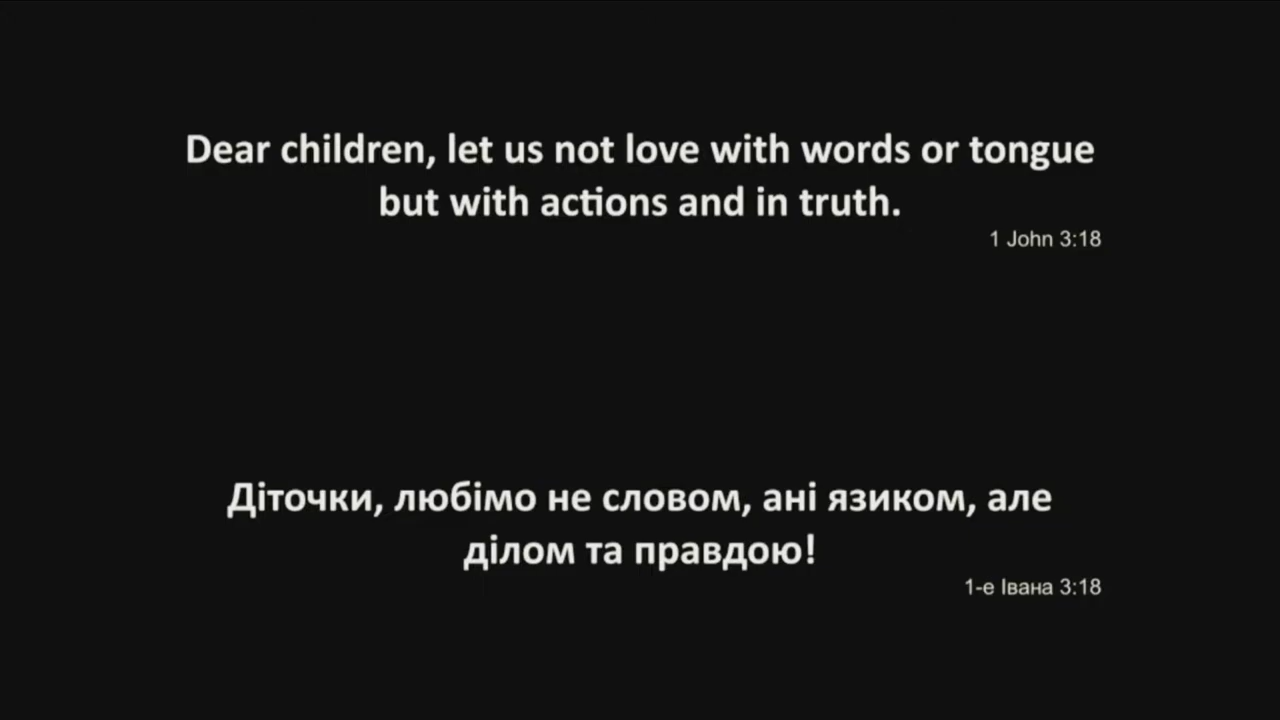 Dear children, let us not love with words or tongue
but with actions and in truth.
1 John 3:18
Діточки, любімо не словом, ані язиком, але
ділом та правдою!
1-е Івана 3:18